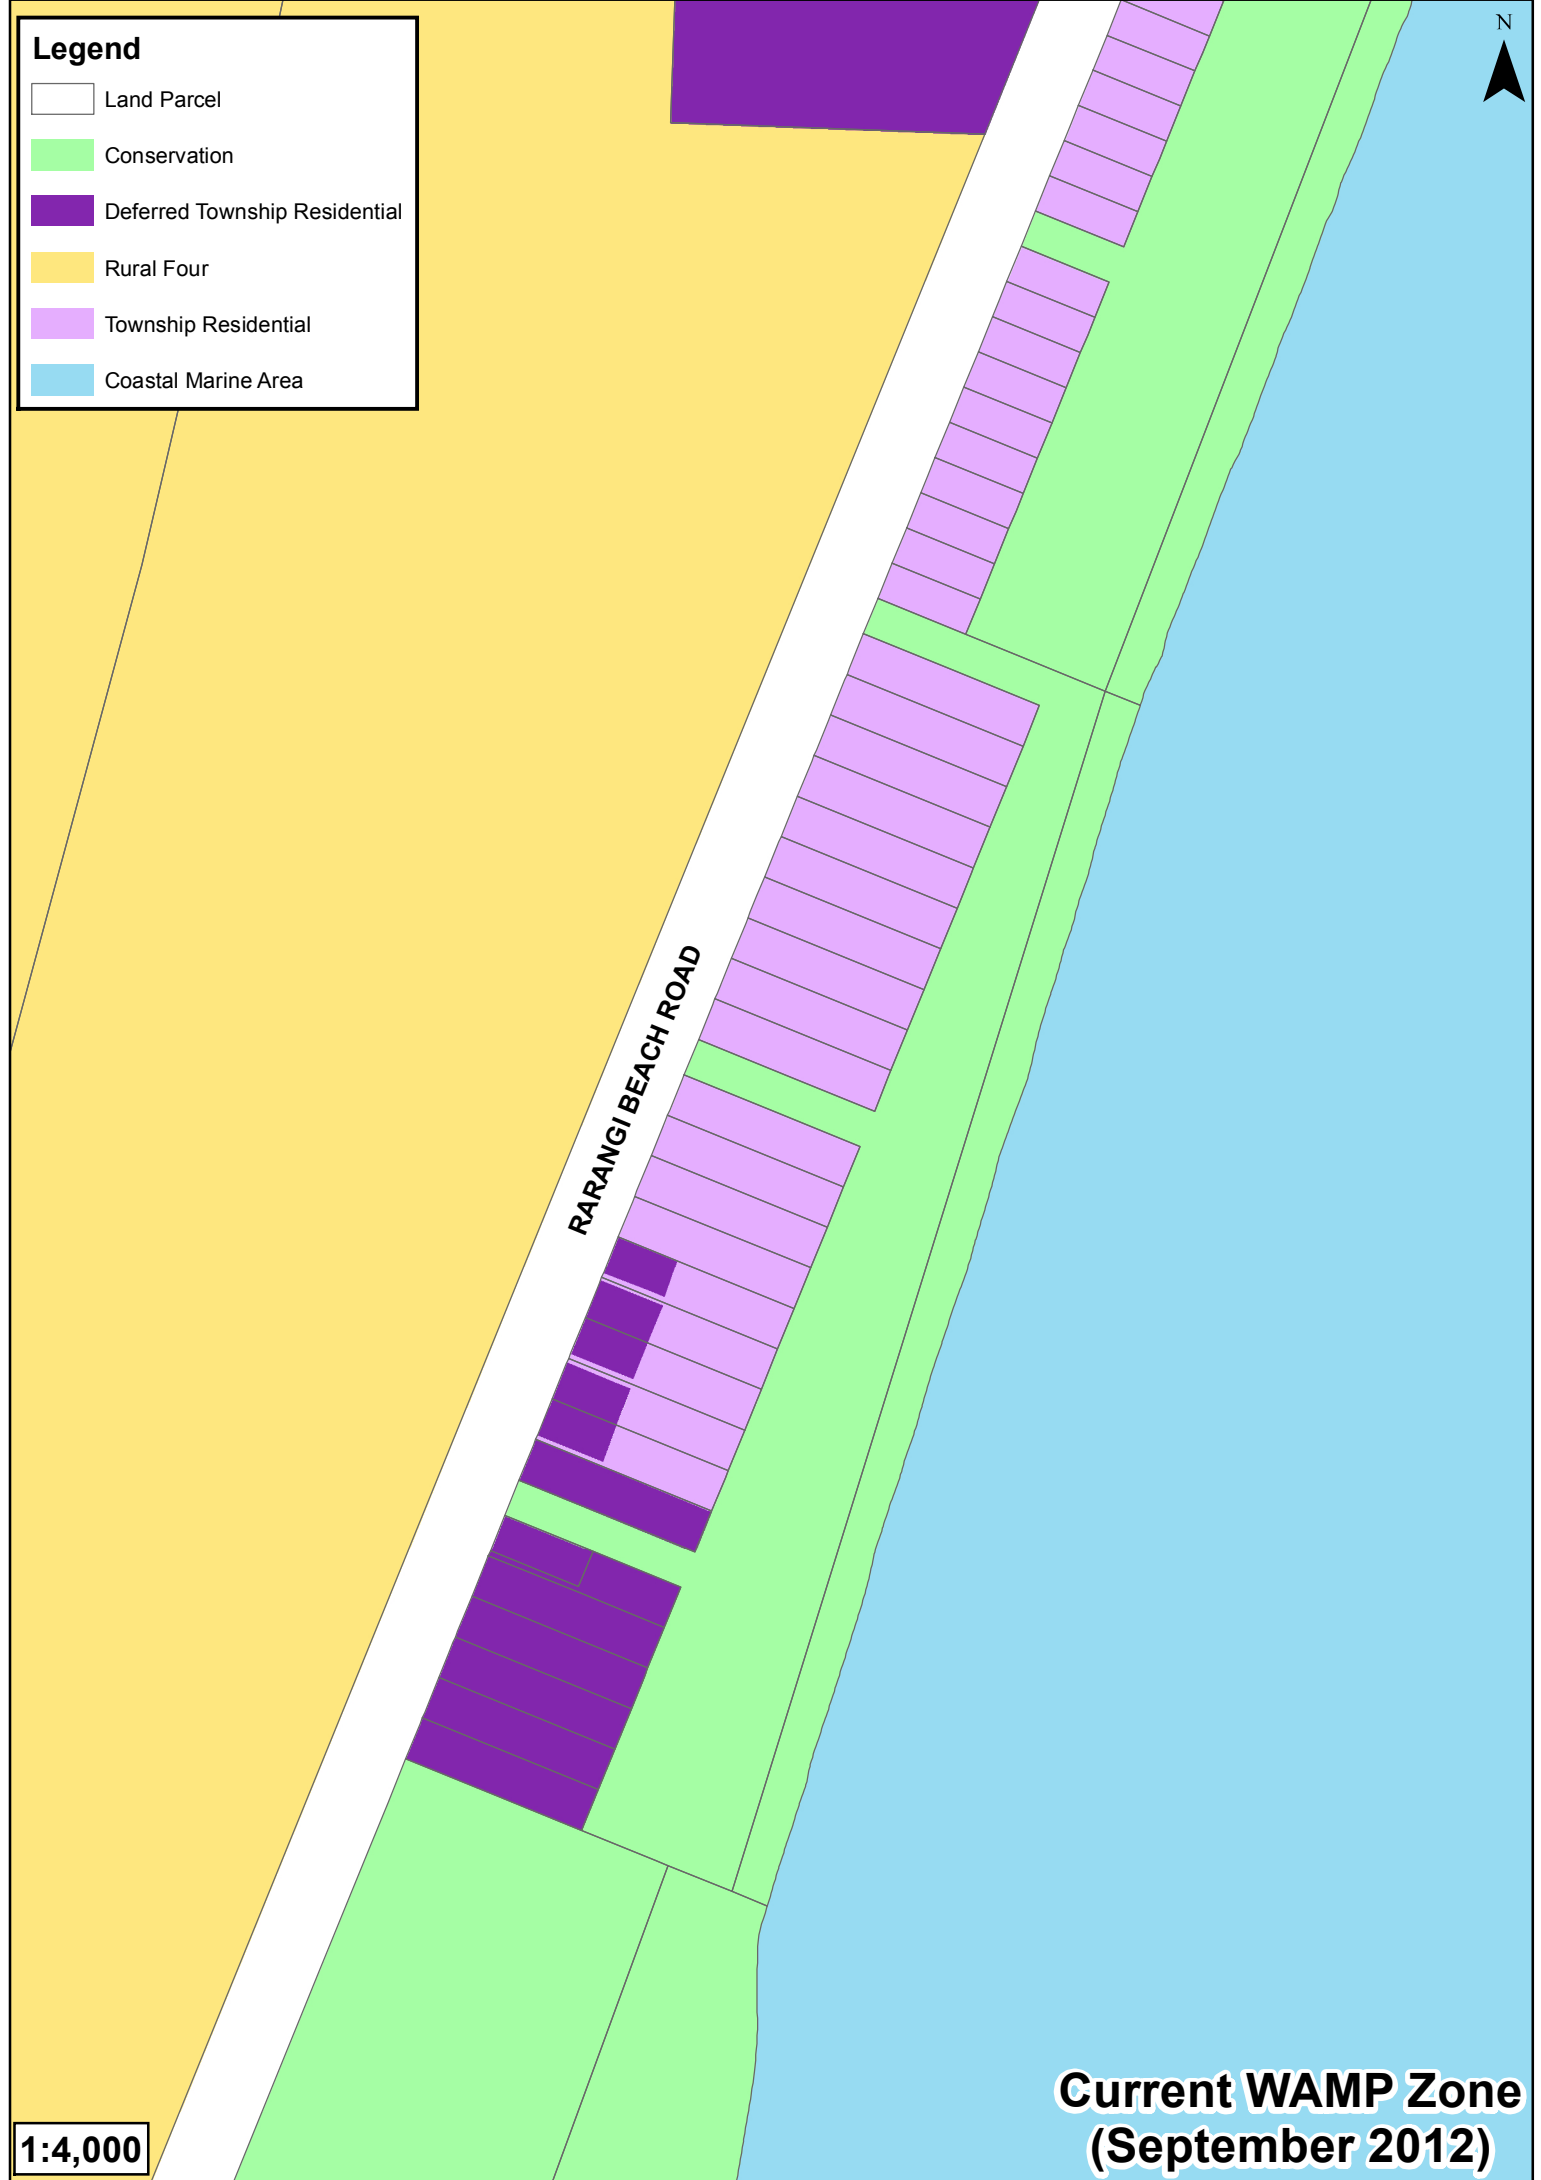 Legend
Land Parcel
Conservation
Deferred Township Residential
Rural Four
Township Residential
Coastal Marine Area
N
RARANGI BEACH ROAD
Current WAMP Zone
(September 2012)
1:4,000